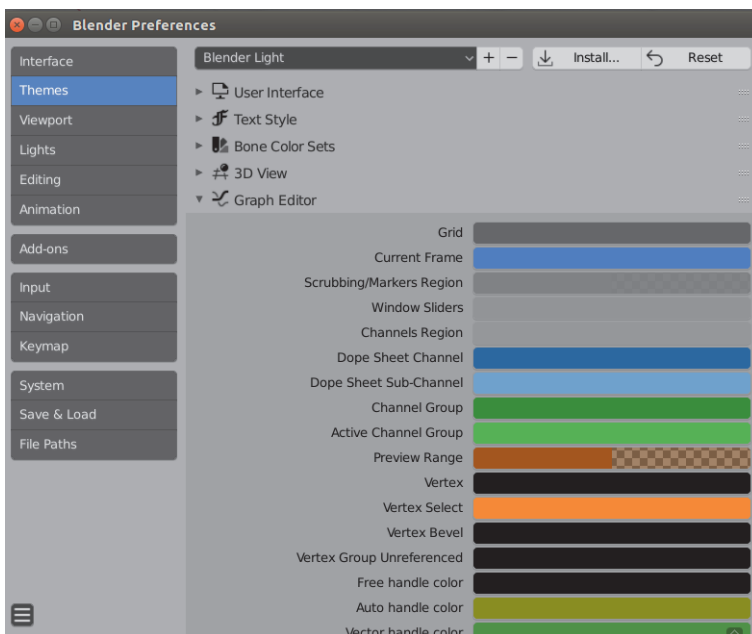 Blender Preferences
Interface
Themes
Viewport
Lights
Editing
Animation
Add-ons
Input
Navigation
Keymap
System
Save & Load
File Paths
Blender Light
+ − Install... Reset
User Interface
Text Style
Bone Color Sets
3D View
Graph Editor
Grid
Current Frame
Scrubbing/Markers Region
Window Sliders
Channels Region
Dope Sheet Channel
Dope Sheet Sub-Channel
Channel Group
Active Channel Group
Preview Range
Vertex
Vertex Select
Vertex Bevel
Vertex Group Unreferenced
Free handle color
Auto handle color
Vector handle color